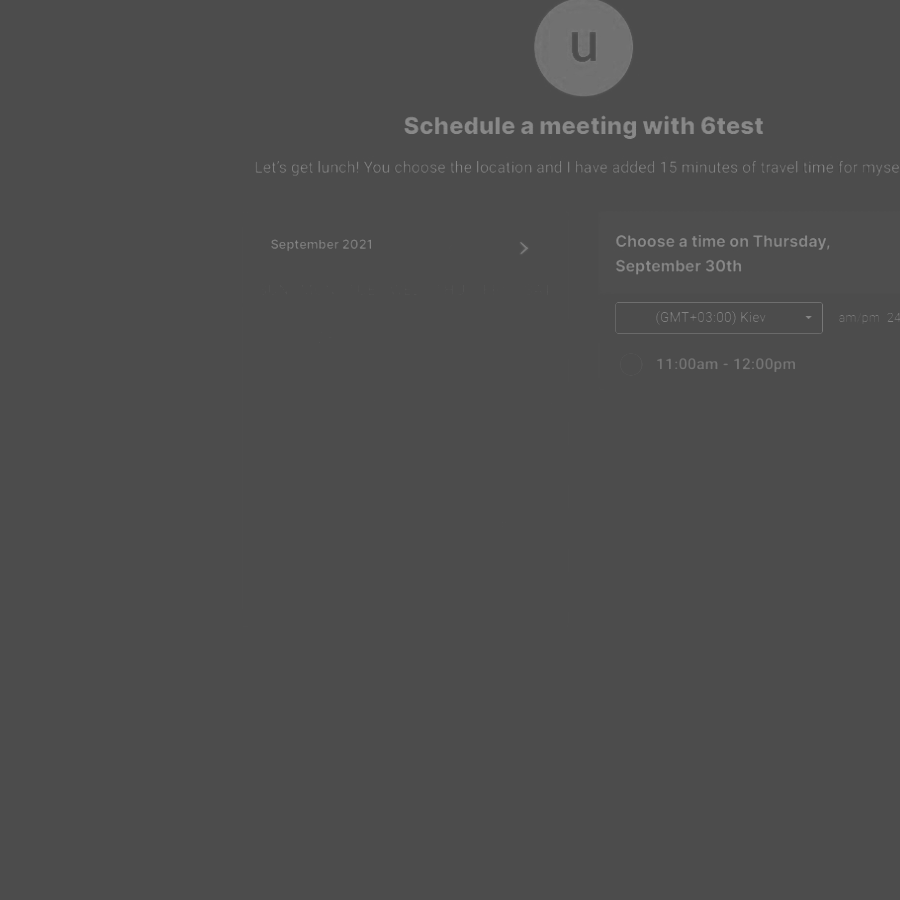 u
Schedule a meeting with 6test
Let's get lunch! You choose the location and I have added 15 minutes of travel time for myse
September 2021
Choose a time on Thursday,
September 30th
(GMT+03:00) Kiev
am/pm 24
11:00am - 12:00pm